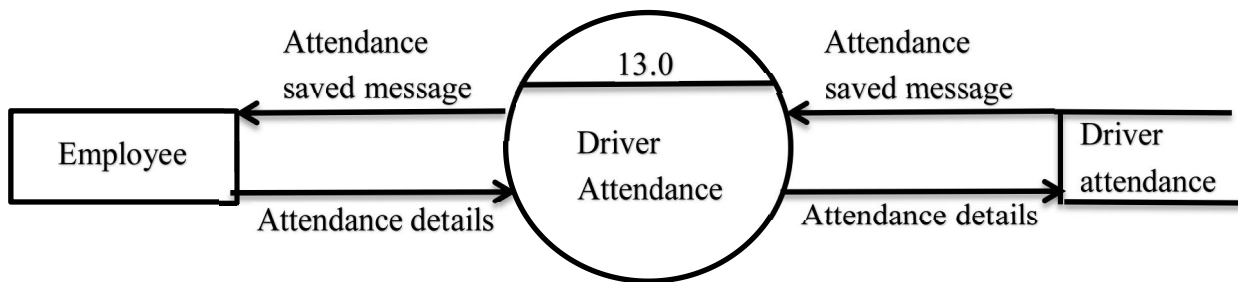 Attendance
saved message
13.0
Attendance
saved message
Employee
Driver
Attendance
Driver
attendance
Attendance details
Attendance details